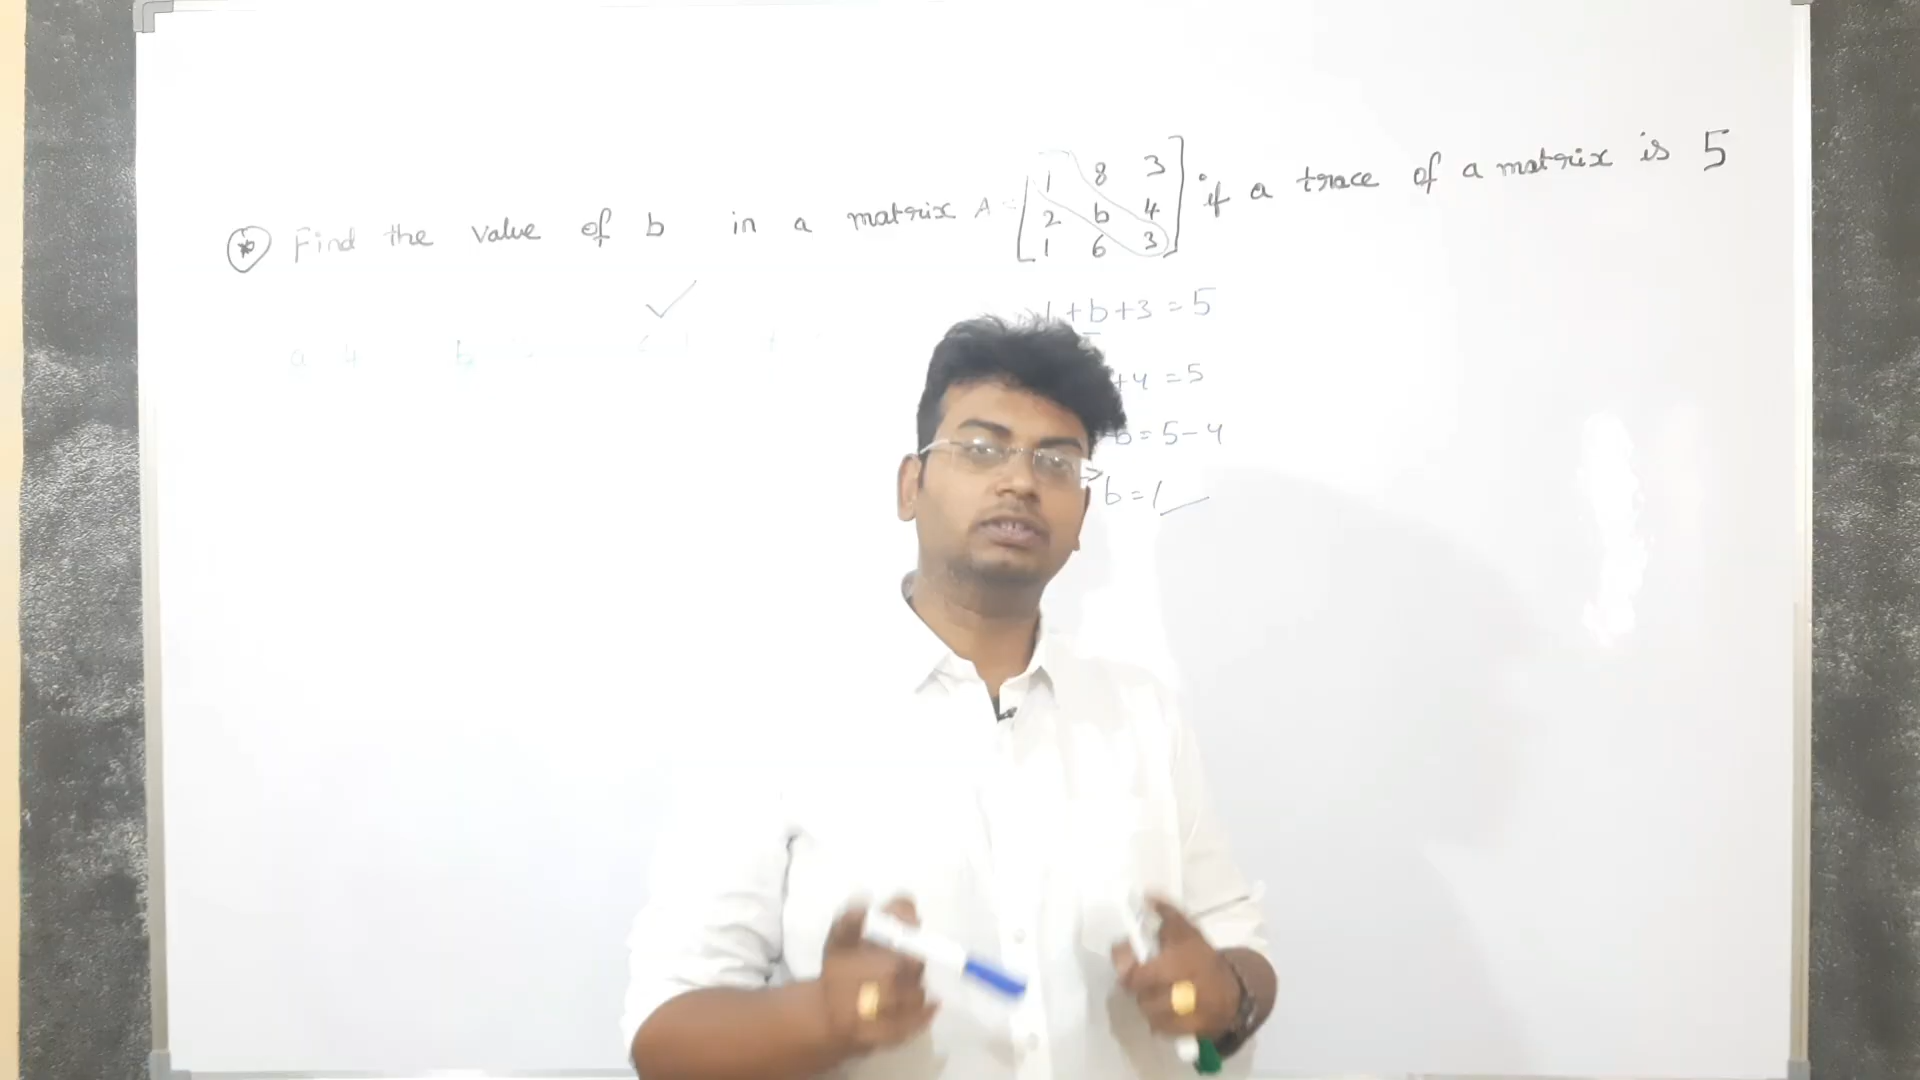 * Find the value of b in a matrix A = [ 1 8 3 if a trace of a matrix is 5
2 b 4
1 6 3 ]
1 + b + 3 = 5
+ 4 = 5
b = 5 - 4
b = 1
a 4 b